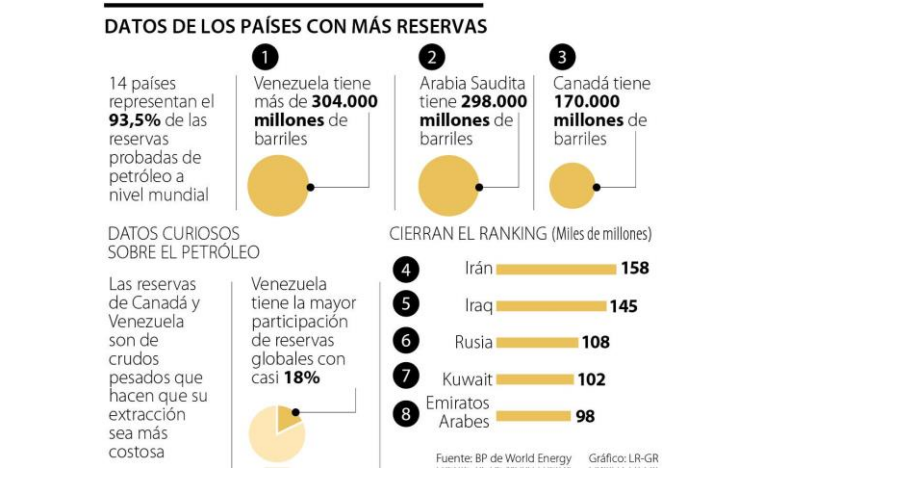 DATOS DE LOS PAÍSES CON MÁS RESERVAS
14 países
representan el
93,5% de las
reservas
probadas de
petróleo a
nivel mundial
1
Venezuela tiene
más de 304.000
millones de
barriles
2
Arabia Saudita
tiene 298.000
millones de
barriles
3
Canadá tiene
170.000
millones de
barriles
DATOS CURIOSOS
SOBRE EL PETRÓLEO
Las reservas
de Canadá y
Venezuela
son de
crudos
pesados que
hacen que su
extracción
sea más
costosa
Venezuela
tiene la mayor
participación
de reservas
globales con
casi 18%
CIERRAN EL RANKING (Miles de millones)
4 Irán 158
5 Iraq 145
6 Rusia 108
7 Kuwait 102
8 Emiratos
Arabes 98
Fuente: BP de World Energy Gráfico: LR-GR